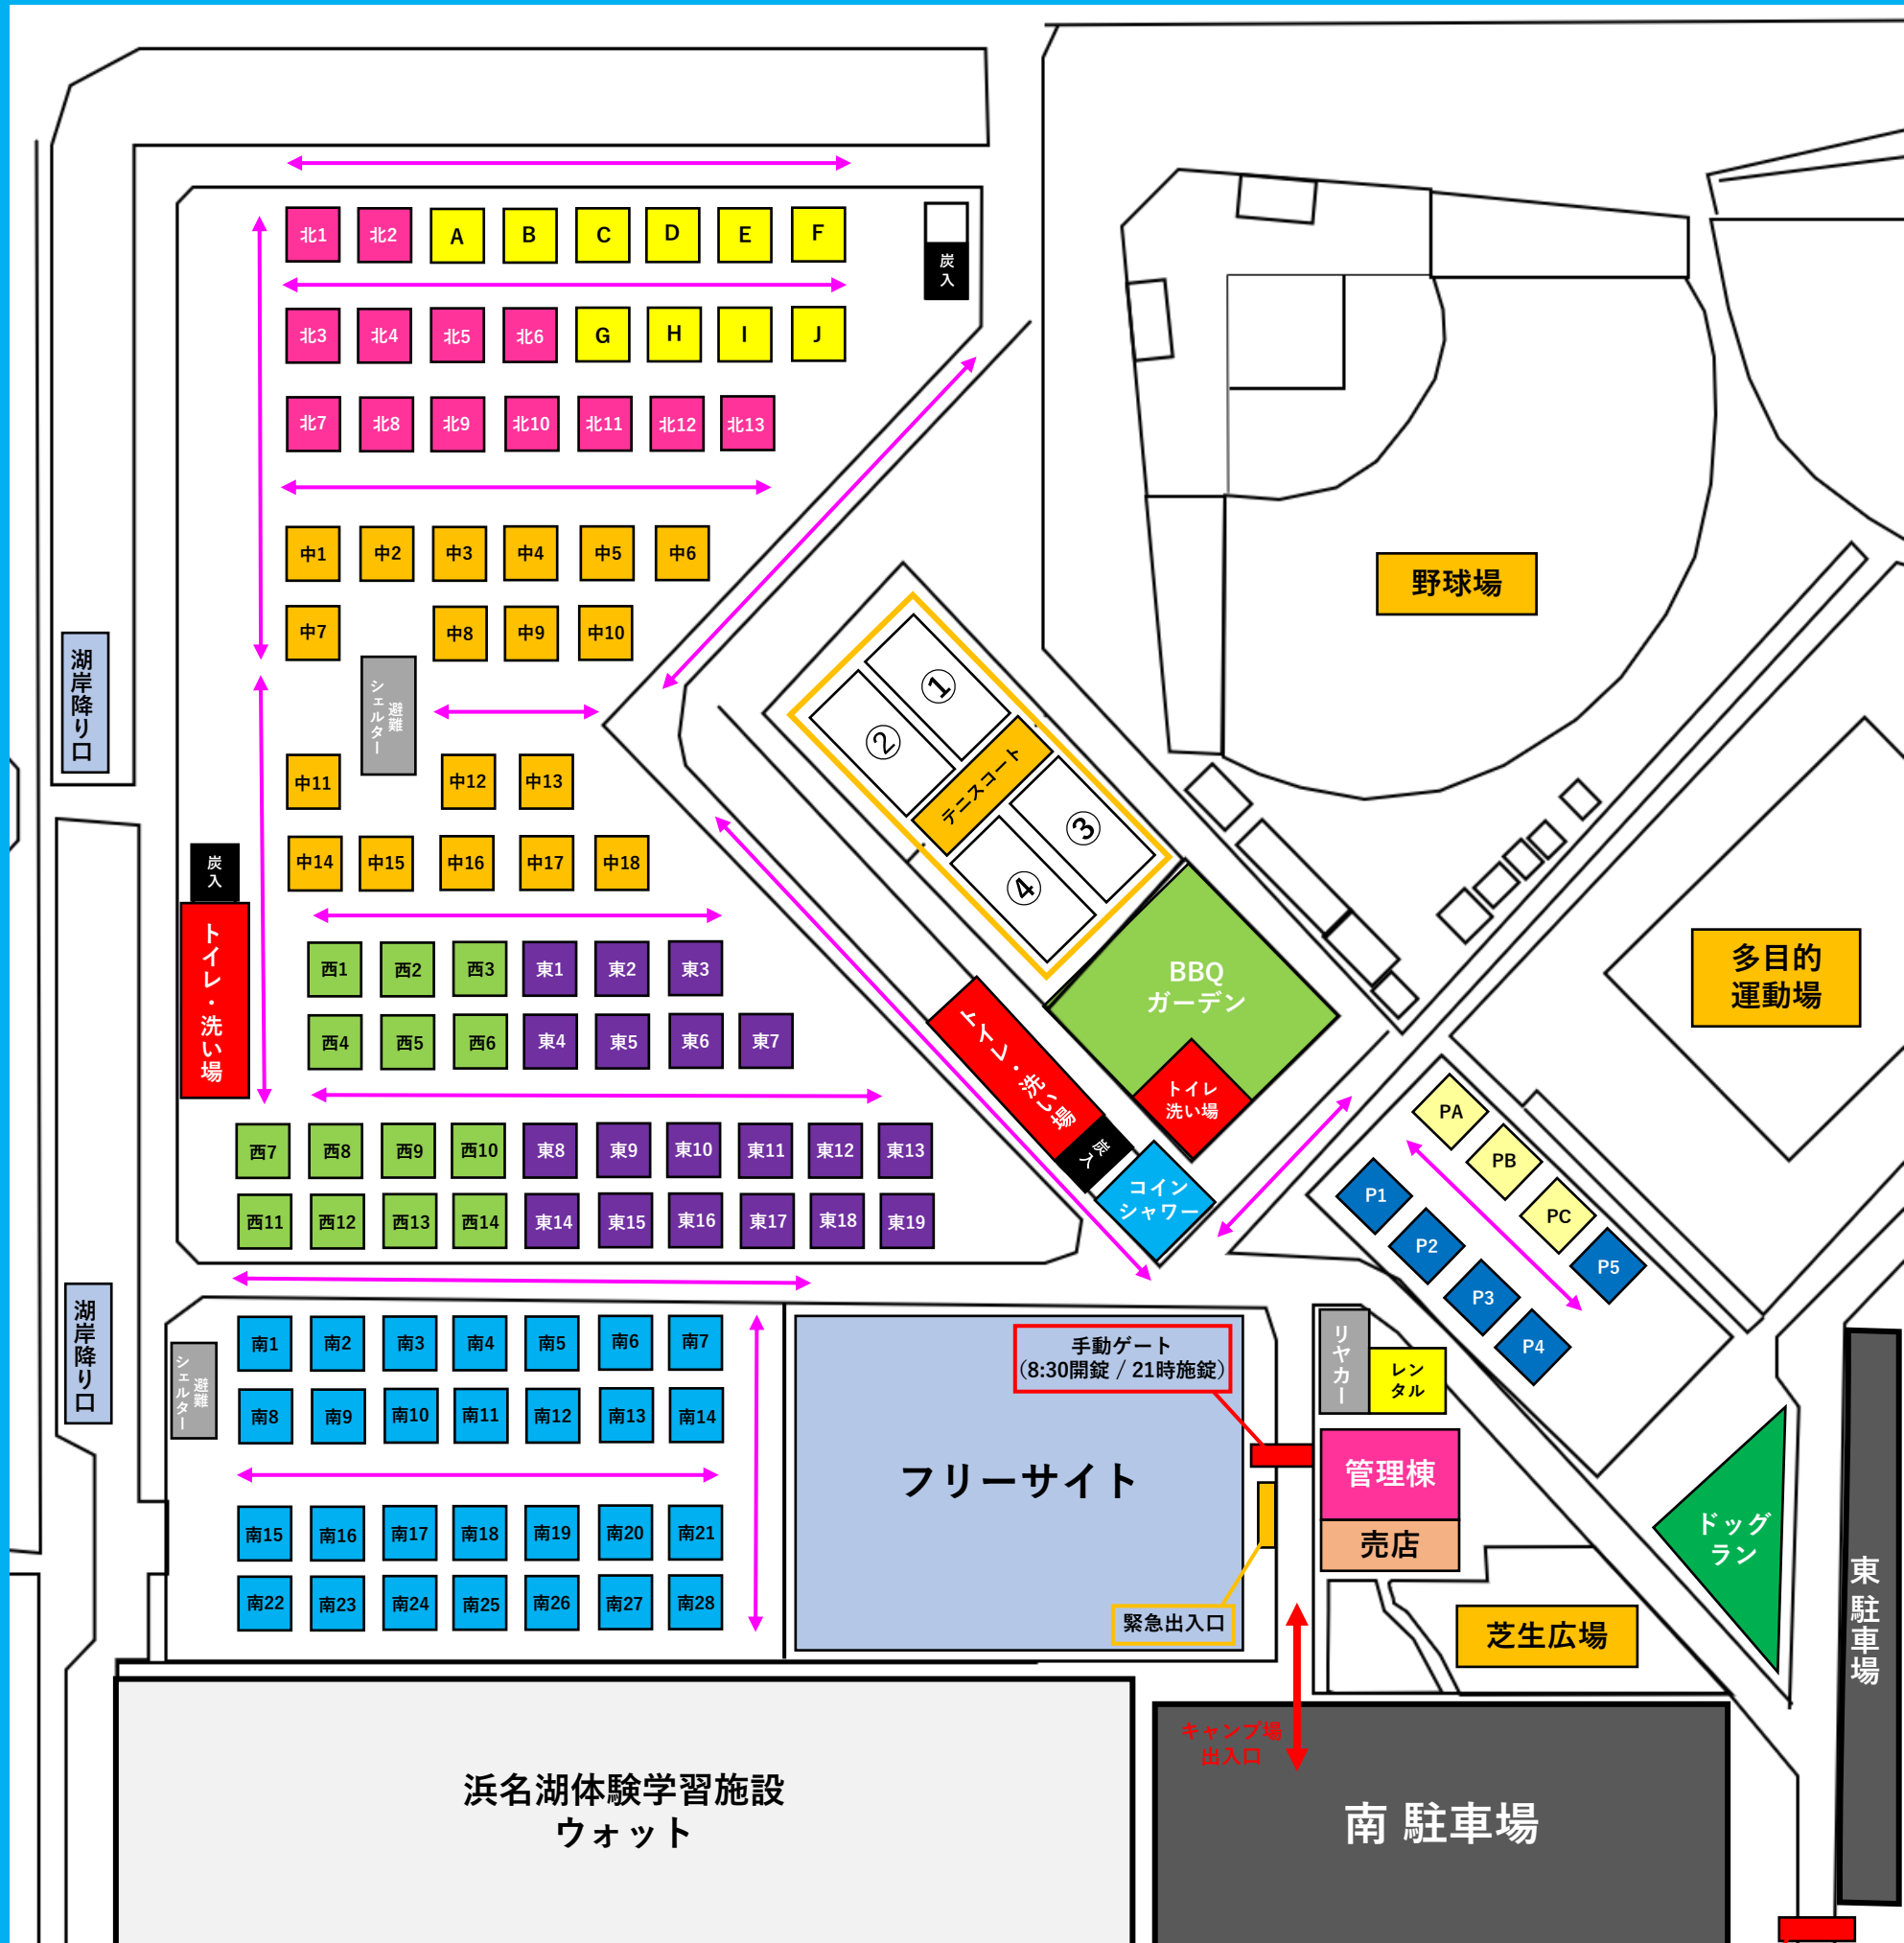 北1
北2
A
B
C
D
E
F
炭
入
北3
北4
北5
北6
G
H
I
J
北7
北8
北9
北10
北11
北12
北13
中1
中2
中3
中4
中5
中6
中7
中8
中9
中10
避難
シェルター
湖岸降り口
中11
中12
中13
中14
中15
中16
中17
中18
炭
入
トイレ・洗い場
西1
西2
西3
東1
東2
東3
西4
西5
西6
東4
東5
東6
東7
西7
西8
西9
西10
東8
東9
東10
東11
東12
東13
西11
西12
西13
西14
東14
東15
東16
東17
東18
東19
①
②
テニスコート
③
④
野球場
多目的
運動場
BBQ
ガーデン
トイレ
洗い場
トイレ・洗い場
炭
入
コイン
シャワー
PA
PB
PC
P1
P2
P3
P4
P5
湖岸降り口
避難
シェルター
南1
南2
南3
南4
南5
南6
南7
南8
南9
南10
南11
南12
南13
南14
南15
南16
南17
南18
南19
南20
南21
南22
南23
南24
南25
南26
南27
南28
フリーサイト
手動ゲート
(8:30開錠 / 21時施錠)
緊急出入口
リヤカー
レン
タル
管理棟
売店
芝生広場
ドッグ
ラン
東 駐車場
キャンプ場
出入口
南 駐車場
浜名湖体験学習施設
ウォット